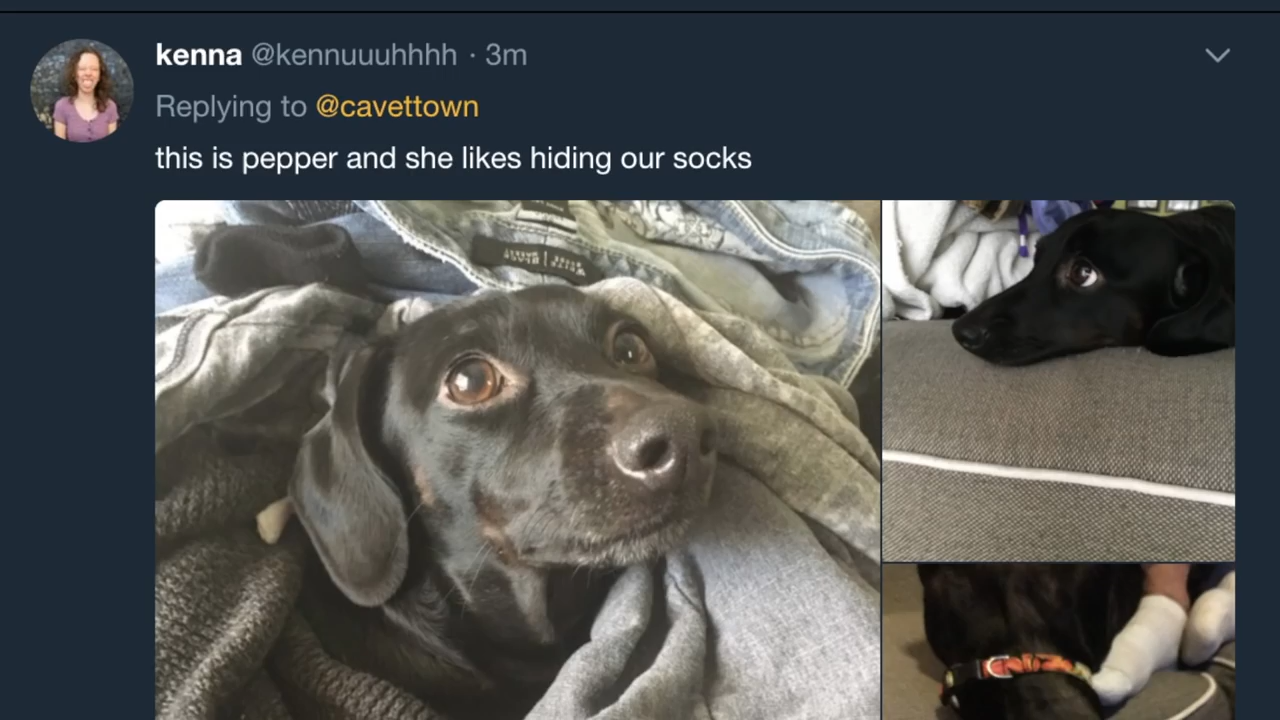 kenna @kennuuuhhhh · 3m
Replying to @cavettown
this is pepper and she likes hiding our socks